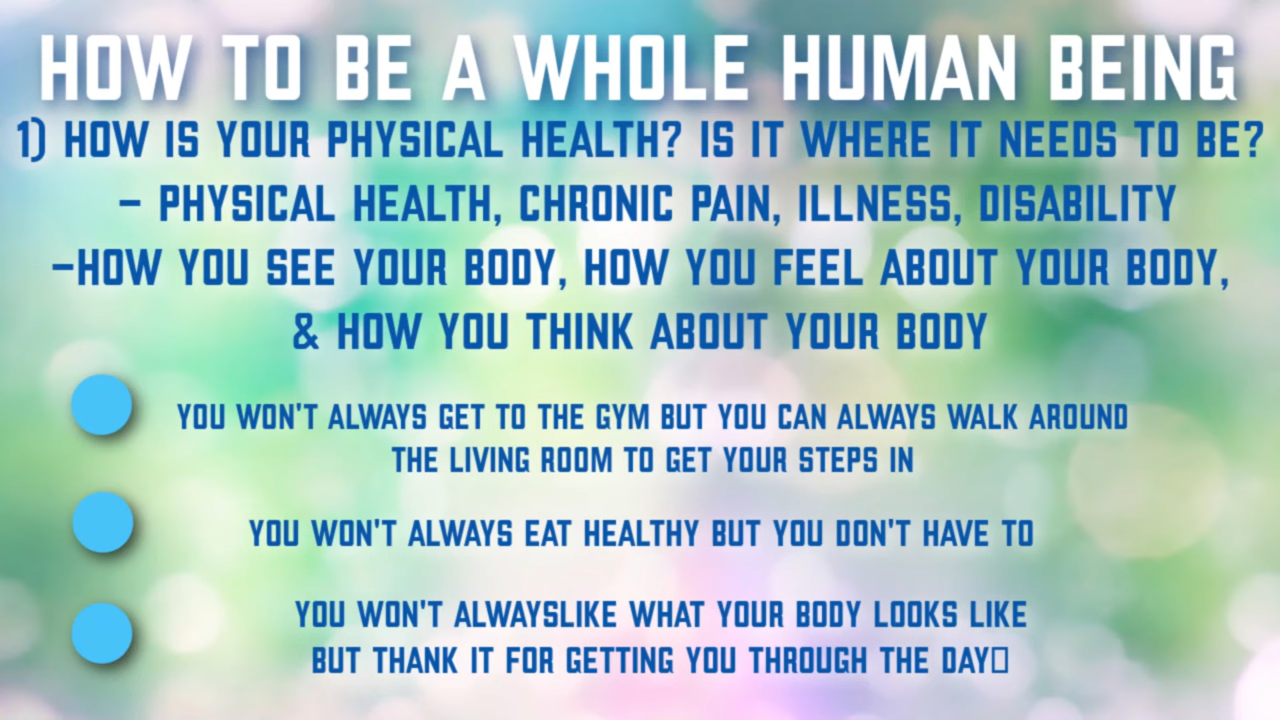 HOW TO BE A WHOLE HUMAN BEING
1) HOW IS YOUR PHYSICAL HEALTH? IS IT WHERE IT NEEDS TO BE?
- PHYSICAL HEALTH, CHRONIC PAIN, ILLNESS, DISABILITY
-HOW YOU SEE YOUR BODY, HOW YOU FEEL ABOUT YOUR BODY,
& HOW YOU THINK ABOUT YOUR BODY
YOU WON'T ALWAYS GET TO THE GYM BUT YOU CAN ALWAYS WALK AROUND
THE LIVING ROOM TO GET YOUR STEPS IN
YOU WON'T ALWAYS EAT HEALTHY BUT YOU DON'T HAVE TO
YOU WON'T ALWAYSLIKE WHAT YOUR BODY LOOKS LIKE
BUT THANK IT FOR GETTING YOU THROUGH THE DAY